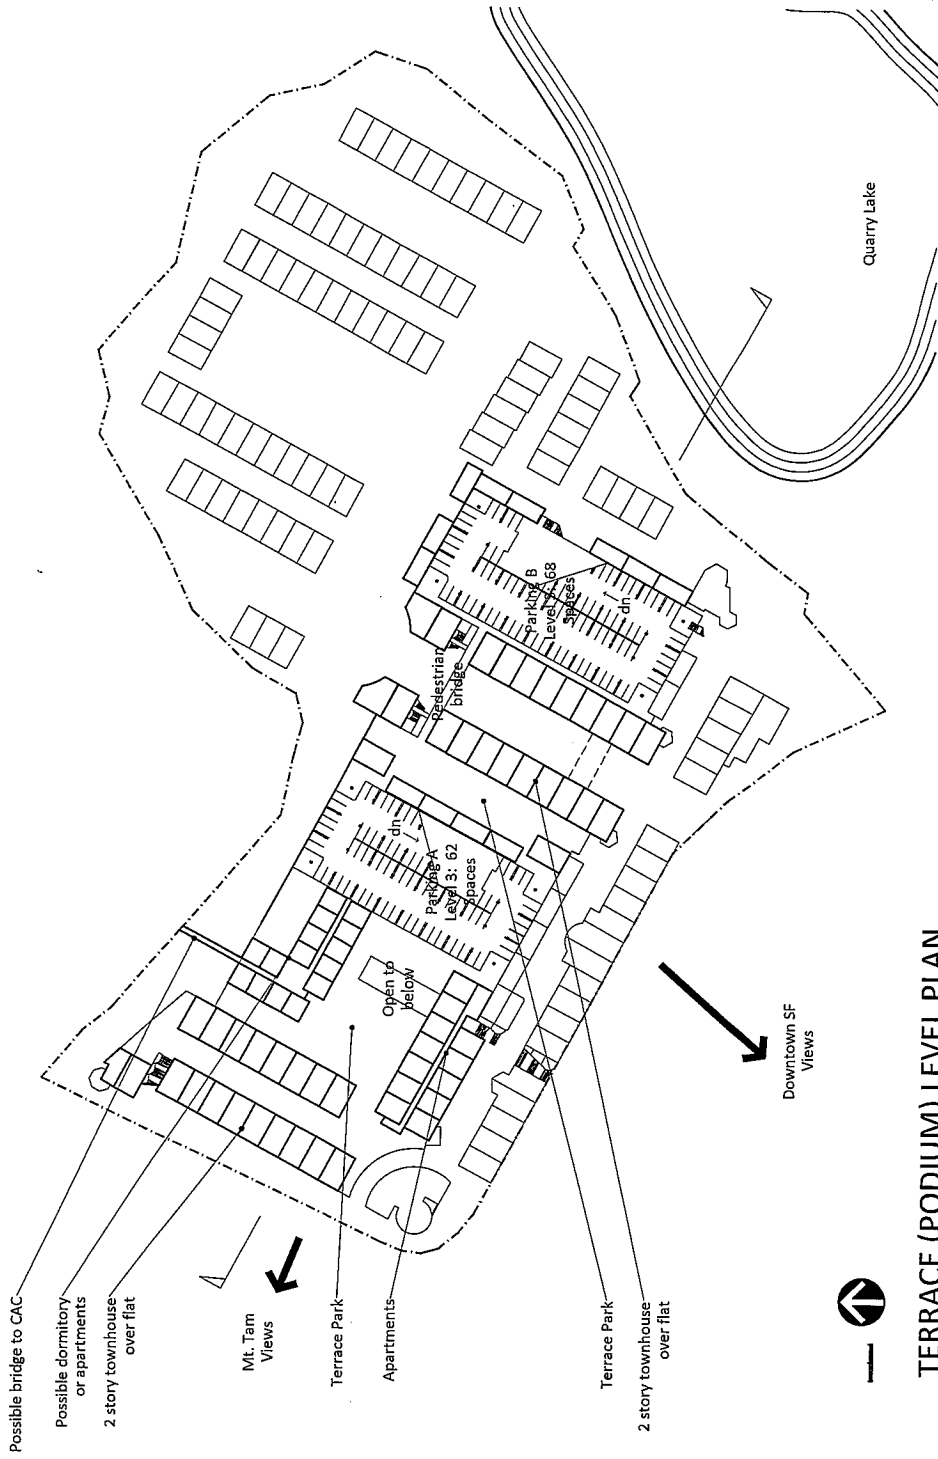 Possible bridge to CAC
Possible dormitory
or apartments
2 story townhouse
over flat
Mt. Tam
Views
Terrace Park
Apartments
Terrace Park
2 story townhouse
over flat
Open to
below
Parking A
Level 3: 62
Spaces
dn
Pedestrian
bridge
Parking B
Level 3: 68
Spaces
dn
Quarry Lake
Downtown SF
Views
TERRACE (PODIUM) LEVEL PLAN